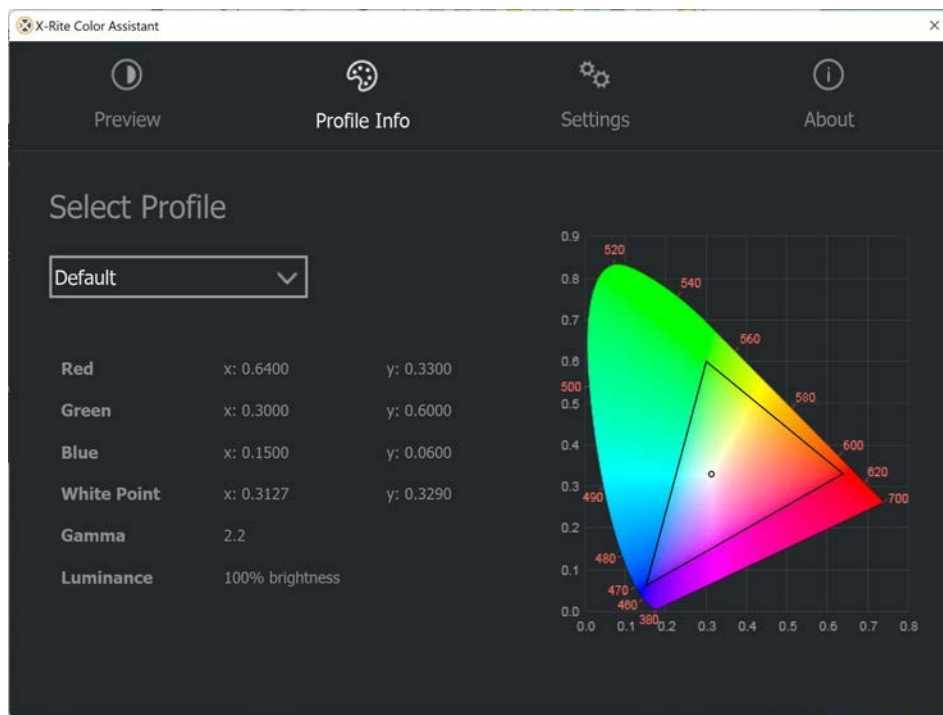 X-Rite Color Assistant
Preview
Profile Info
Settings
About
Select Profile
Default
Red x: 0.6400 y: 0.3300
Green x: 0.3000 y: 0.6000
Blue x: 0.1500 y: 0.0600
White Point x: 0.3127 y: 0.3290
Gamma 2.2
Luminance 100% brightness
0.9
520
0.8
540
0.7
560
0.6
500
580
0.5
0.4
600
620
0.3
490
700
0.2
480
0.1
470
460
0.0
380
0.0 0.1 0.2 0.3 0.4 0.5 0.6 0.7 0.8